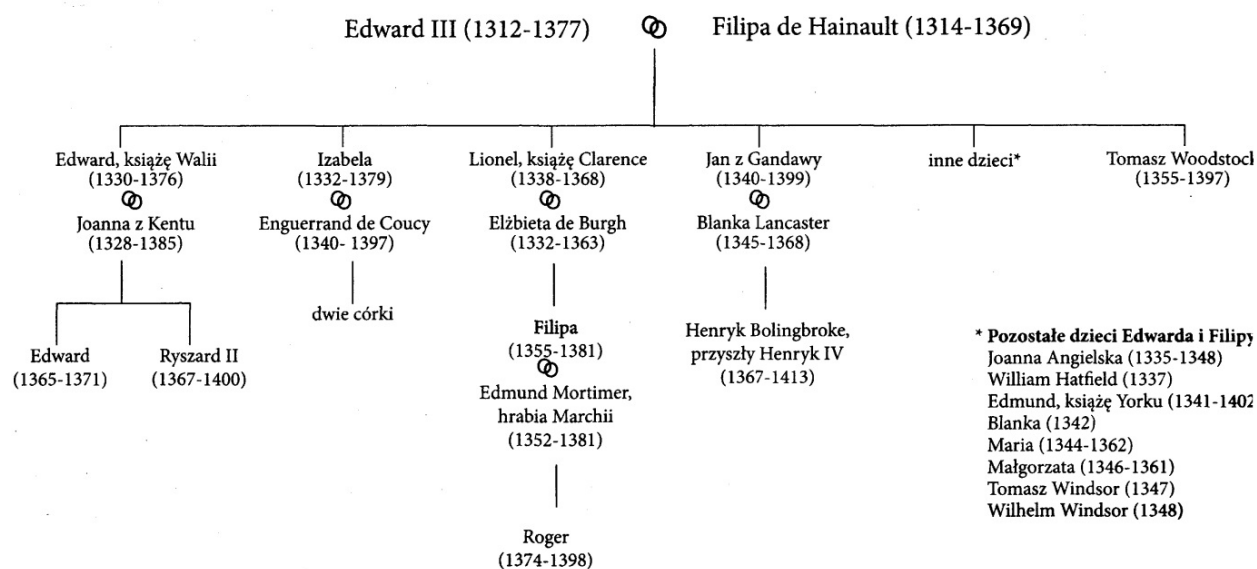 Edward III (1312-1377) Filipa de Hainault (1314-1369)
Edward, książę Walii
(1330-1376)
Joanna z Kentu
(1328-1385)
Izabela
(1332-1379)
Enguerrand de Coucy
(1340- 1397)
Lionel, książę Clarence
(1338-1368)
Elżbieta de Burgh
(1332-1363)
Jan z Gandawy
(1340-1399)
Blanka Lancaster
(1345-1368)
inne dzieci*
Tomasz Woodstock
(1355-1397)
Edward
(1365-1371)
Ryszard II
(1367-1400)
dwie córki
Filipa
(1355-1381)
Edmund Mortimer,
hrabia Marchii
(1352-1381)
Roger
(1374-1398)
Henryk Bolingbroke,
przyszły Henryk IV
(1367-1413)
* Pozostałe dzieci Edwarda i Filipy
Joanna Angielska (1335-1348)
William Hatfield (1337)
Edmund, książę Yorku (1341-1402
Blanka (1342)
Maria (1344-1362)
Małgorzata (1346-1361)
Tomasz Windsor (1347)
Wilhelm Windsor (1348)